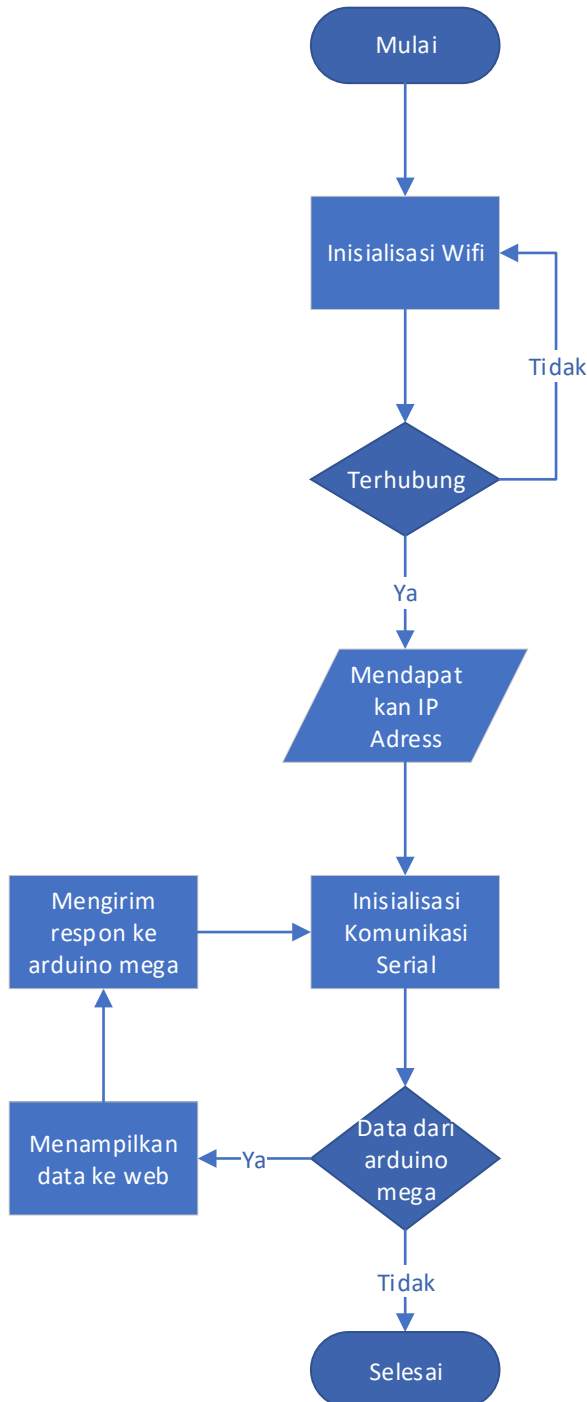 Mulai
Inisialisasi Wifi
Tidak
Terhubung
Ya
Mendapat
kan IP
Adress
Mengirim
respon ke
arduino mega
Inisialisasi
Komunikasi
Serial
Menampilkan
data ke web
Ya
Data dari
arduino
mega
Tidak
Selesai